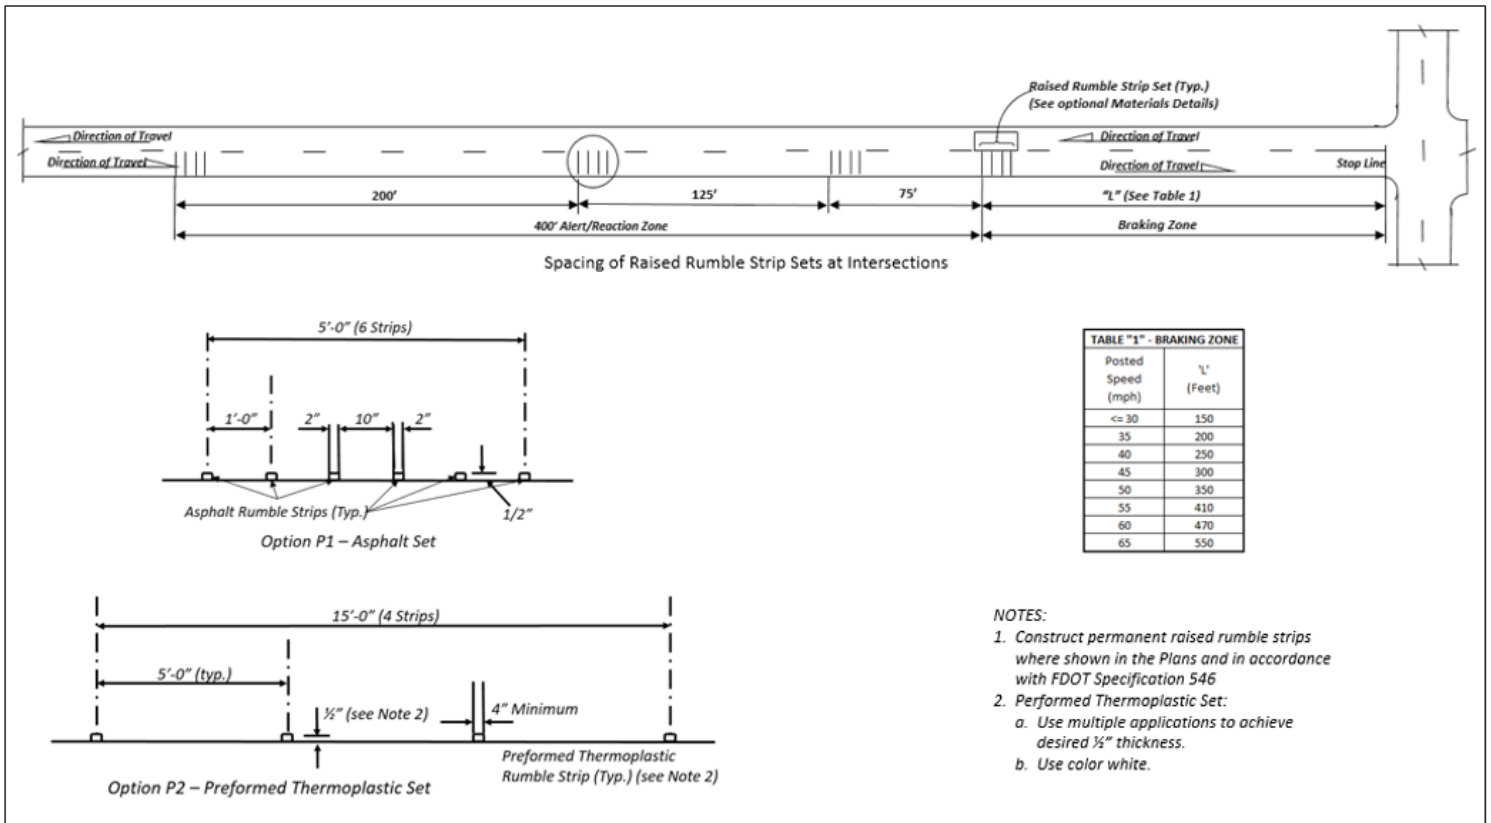 Raised Rumble Strip Set (Typ.)
(See optional Materials Details)
Direction of Travel
Direction of Travel
Direction of Travel
Direction of Travel
Stop Line
200'
125'
75'
"L" (See Table 1)
400' Alert/Reaction Zone
Braking Zone
Spacing of Raised Rumble Strip Sets at Intersections
5'-0" (6 Strips)
1'-0"
2"
10"
2"
Asphalt Rumble Strips (Typ.)
1/2"
Option P1 – Asphalt Set
TABLE "1" - BRAKING ZONE
Posted Speed (mph) 'L' (Feet)
<= 30 150
35 200
40 250
45 300
50 350
55 410
60 470
65 550
15'-0" (4 Strips)
5'-0" (typ.)
½" (see Note 2)
4" Minimum
Preformed Thermoplastic
Rumble Strip (Typ.) (see Note 2)
Option P2 – Preformed Thermoplastic Set
NOTES:
1. Construct permanent raised rumble strips
where shown in the Plans and in accordance
with FDOT Specification 546
2. Performed Thermoplastic Set:
a. Use multiple applications to achieve
desired ½" thickness.
b. Use color white.